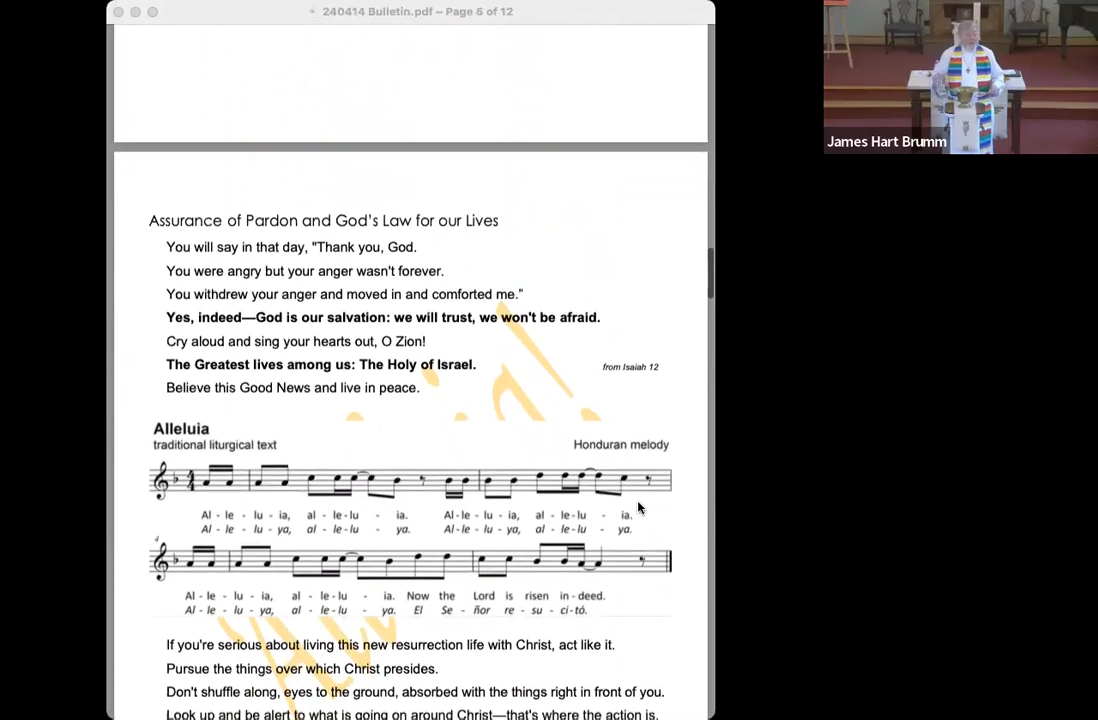 240414 Bulletin.pdf – Page 6 of 12
James Hart Brumm
Assurance of Pardon and God's Law for our Lives
You will say in that day, "Thank you, God.
You were angry but your anger wasn't forever.
You withdrew your anger and moved in and comforted me."
Yes, indeed—God is our salvation: we will trust, we won't be afraid.
Cry aloud and sing your hearts out, O Zion!
The Greatest lives among us: The Holy of Israel. from Isaiah 12
Believe this Good News and live in peace.
Alleluia
traditional liturgical text Honduran melody
Al - le - lu - ia, al - le - lu - ia. Al - le - lu - ia, al - le - lu - ia.
Al - le - lu - ya, al - le - lu - ya. Al - le - lu - ya, al - le - lu - ya.
4
Al - le - lu - ia, al - le - lu - ia. Now the Lord is risen in - deed.
Al - le - lu - ya, al - le - lu - ya. El Se - ñor re - su - ci - tó.
If you're serious about living this new resurrection life with Christ, act like it.
Pursue the things over which Christ presides.
Don't shuffle along, eyes to the ground, absorbed with the things right in front of you.
Look up and be alert to what is going on around Christ—that's where the action is.